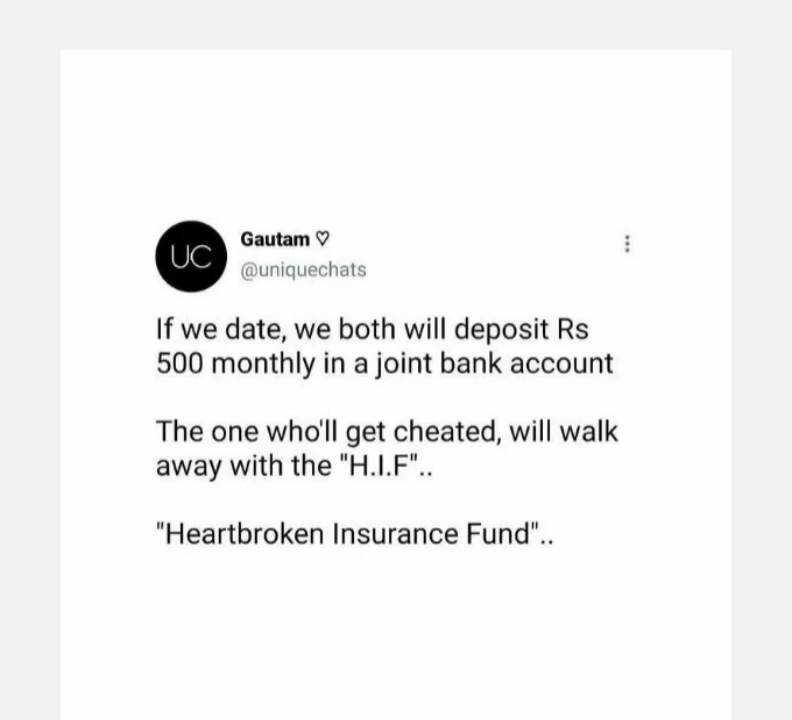 UC
Gautam ♡
@uniquechats
If we date, we both will deposit Rs
500 monthly in a joint bank account
The one who'll get cheated, will walk
away with the "H.I.F"..
"Heartbroken Insurance Fund"..